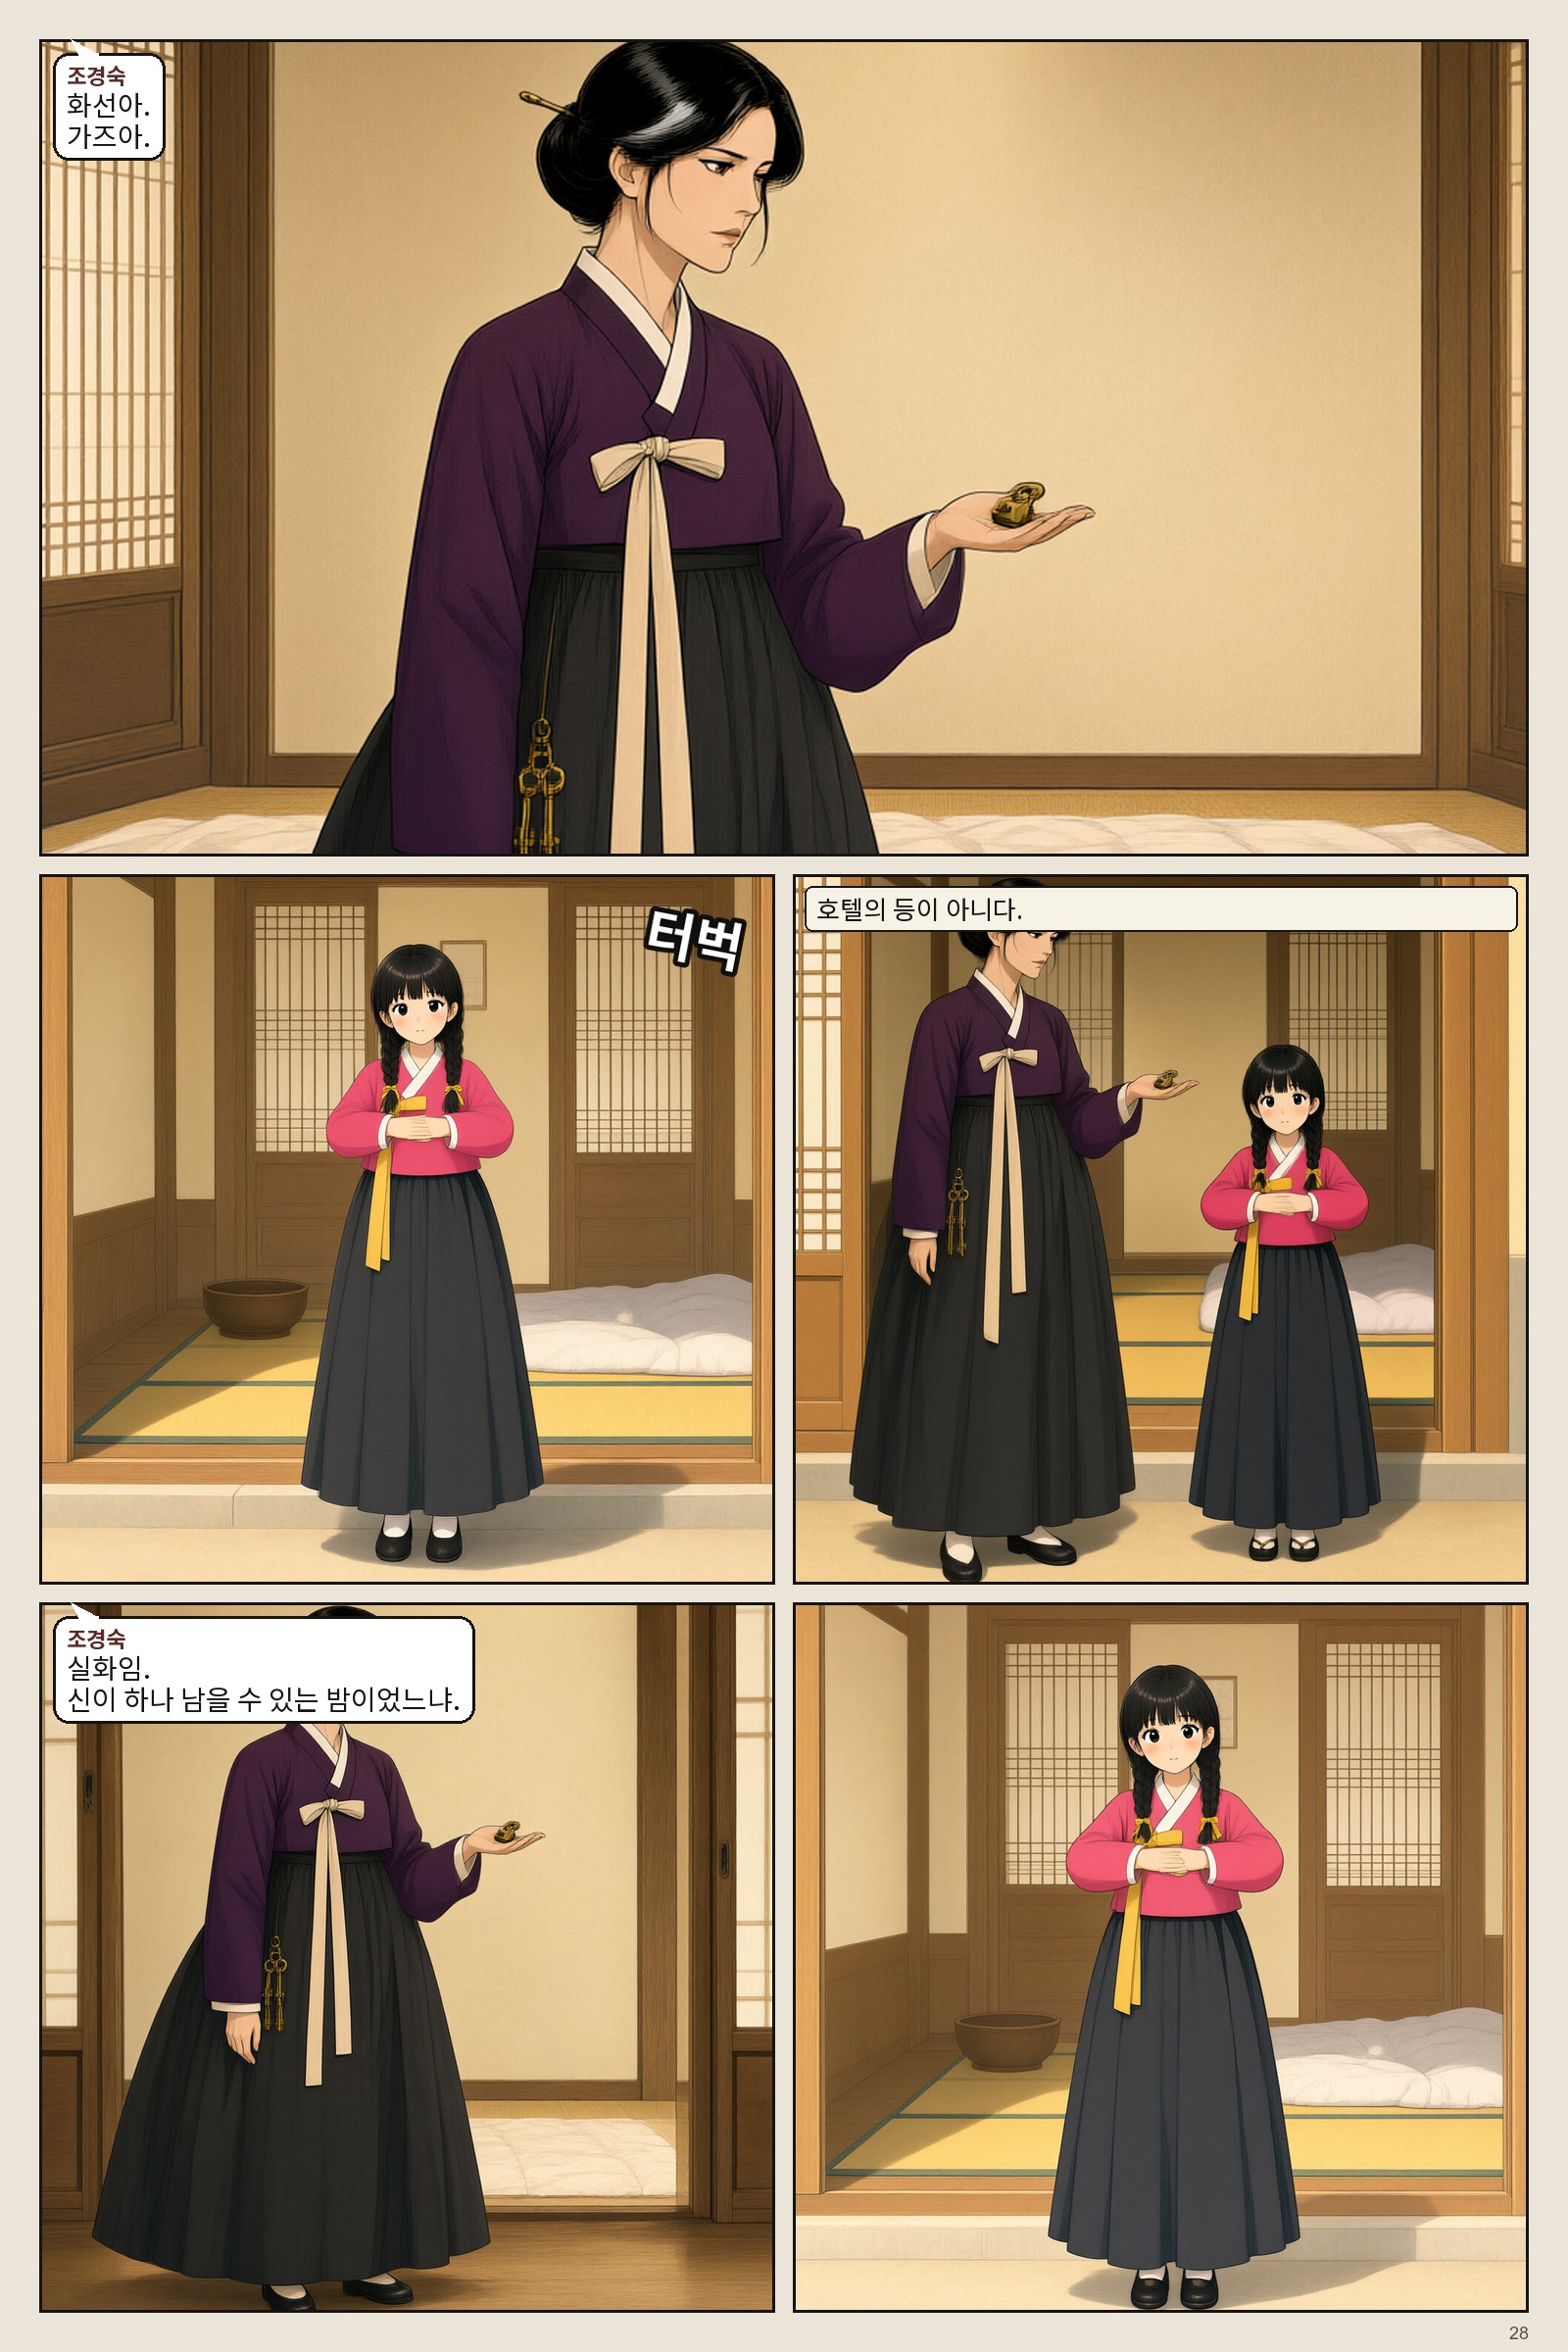 조경숙
화선아.
가즈아.
터벅
호텔의 등이 아니다.
조경숙
실화임.
신이 하나 남을 수 있는 밤이었느냐.
28